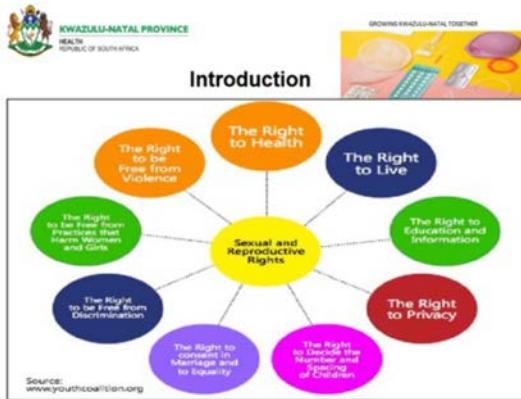 KWAZULU-NATAL PROVINCE
HEALTH
REPUBLIC OF SOUTH AFRICA
GROWING KWAZULU-NATAL TOGETHER
Introduction
The Right
to Health
The Right
to Live
The Right to
Education and
Information
The Right
to Privacy
The Right
to Decide the
Number and
Spacing
of Children
The Right to
consent in
Marriage and
to Equality
The Right
to be Free from
Discrimination
The Right
to be Free from
Practices that
Harm Women
and Girls
The Right
to be
Free from
Violence
Sexual and
Reproductive
Rights
Source:
www.youthcoalition.org